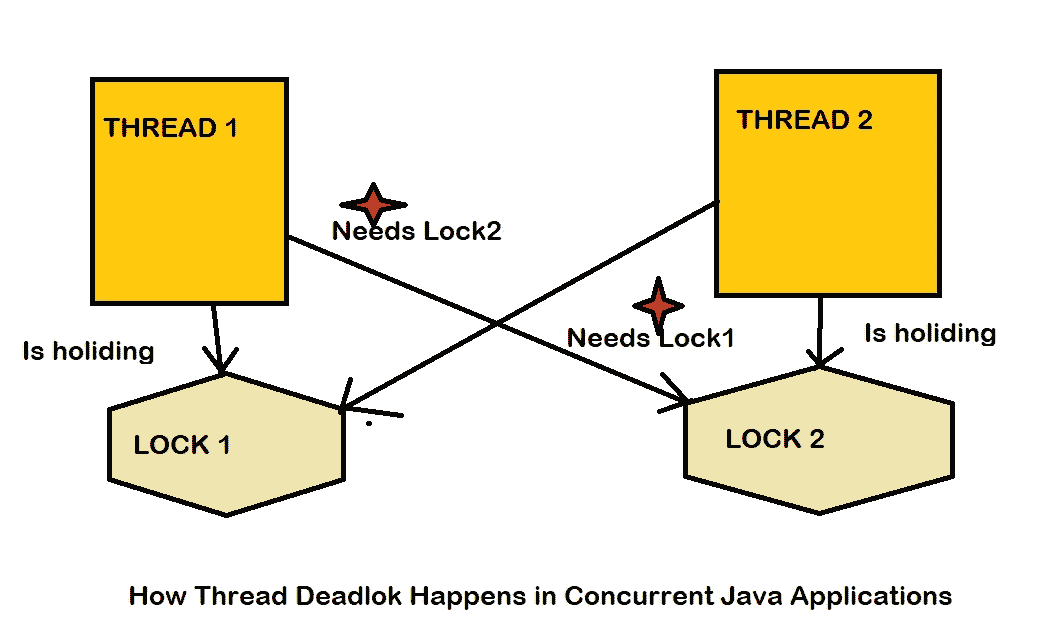 THREAD 1
THREAD 2
Needs Lock2
Needs Lock1
Is holiding
Is holiding
LOCK 1
LOCK 2
How Thread Deadlok Happens in Concurrent Java Applications